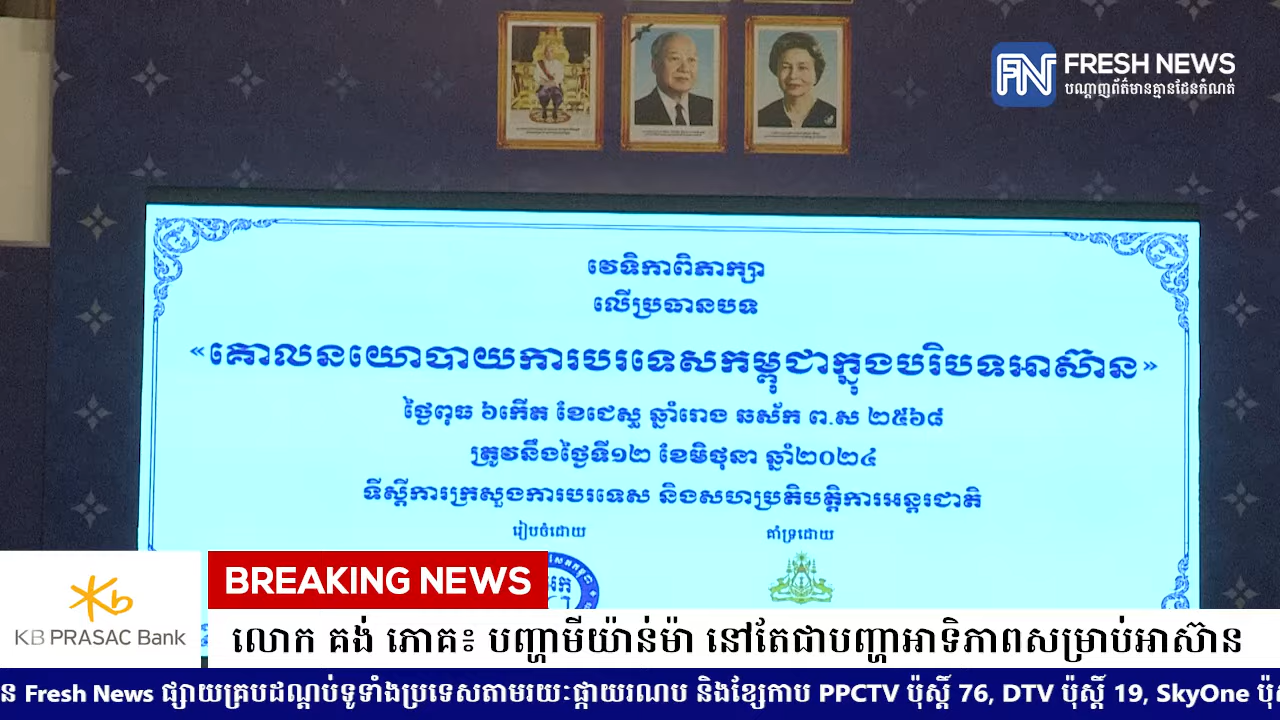 FRESH NEWS
បណ្ដាញព័ត៌មានគ្មានដែនកំណត់
វេទិកាពិភាក្សា
លើប្រធានបទ
«គោលនយោបាយការបរទេសកម្ពុជាក្នុងបរិបទអាស៊ាន»
ថ្ងៃពុធ ៦កើត ខែជេស្ឋ ឆ្នាំរោង ឆស័ក ព.ស ២៥៦៨
ត្រូវនឹងថ្ងៃទី១២ ខែមិថុនា ឆ្នាំ២០២៤
ទីស្តីការក្រសួងការបរទេស និងសហប្រតិបត្តិការអន្តរជាតិ
រៀបចំដោយ
គាំទ្រដោយ
BREAKING NEWS
KB PRASAC Bank
លោក គង់ ភោគ៖ បញ្ហាមីយ៉ាន់ម៉ា នៅតែជាបញ្ហាអាទិភាពសម្រាប់អាស៊ាន
ន Fresh News ផ្សាយគ្របដណ្តប់ទូទាំងប្រទេសតាមរយៈផ្កាយរណប និងខ្សែកាប PPCTV ប៉ុស្តិ៍ 76, DTV ប៉ុស្តិ៍ 19, SkyOne